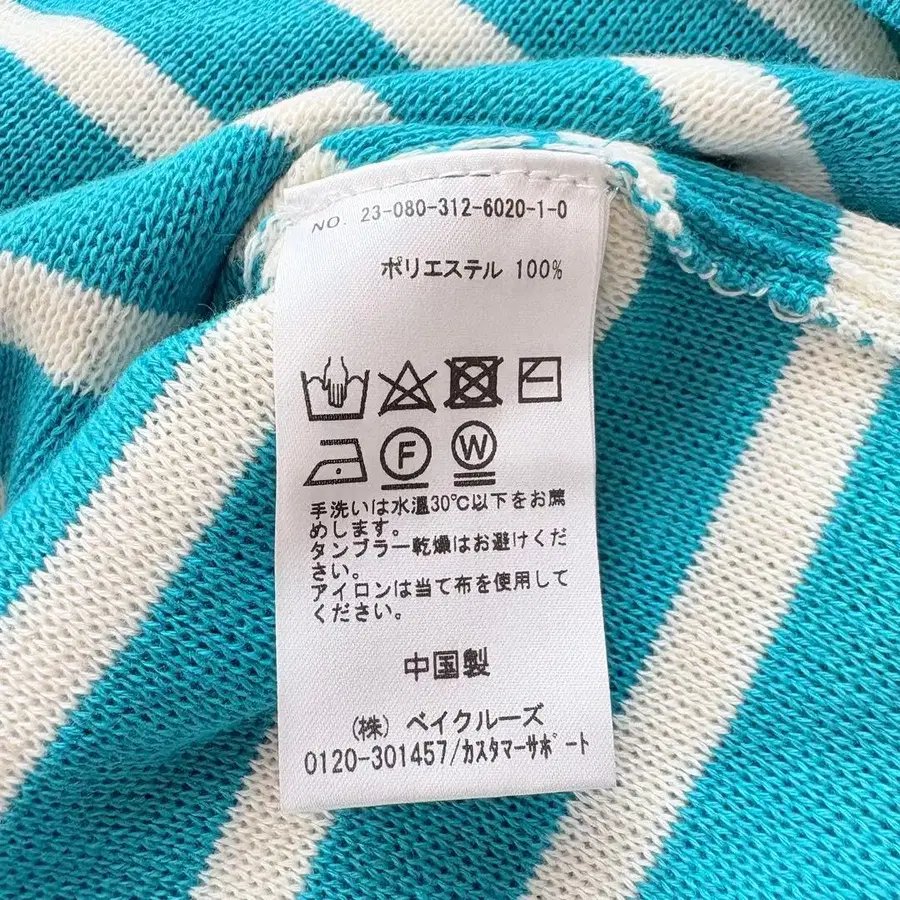 NO. 23-080-312-6020-1-0
ポリエステル 100%
F W
手洗いは水温30℃以下をお薦
めします。
タンブラー乾燥はお避けくだ
さい。
アイロンは当て布を使用して
ください。
中国製
(株) ベイクルーズ
0120-301457/カスタマーサポート